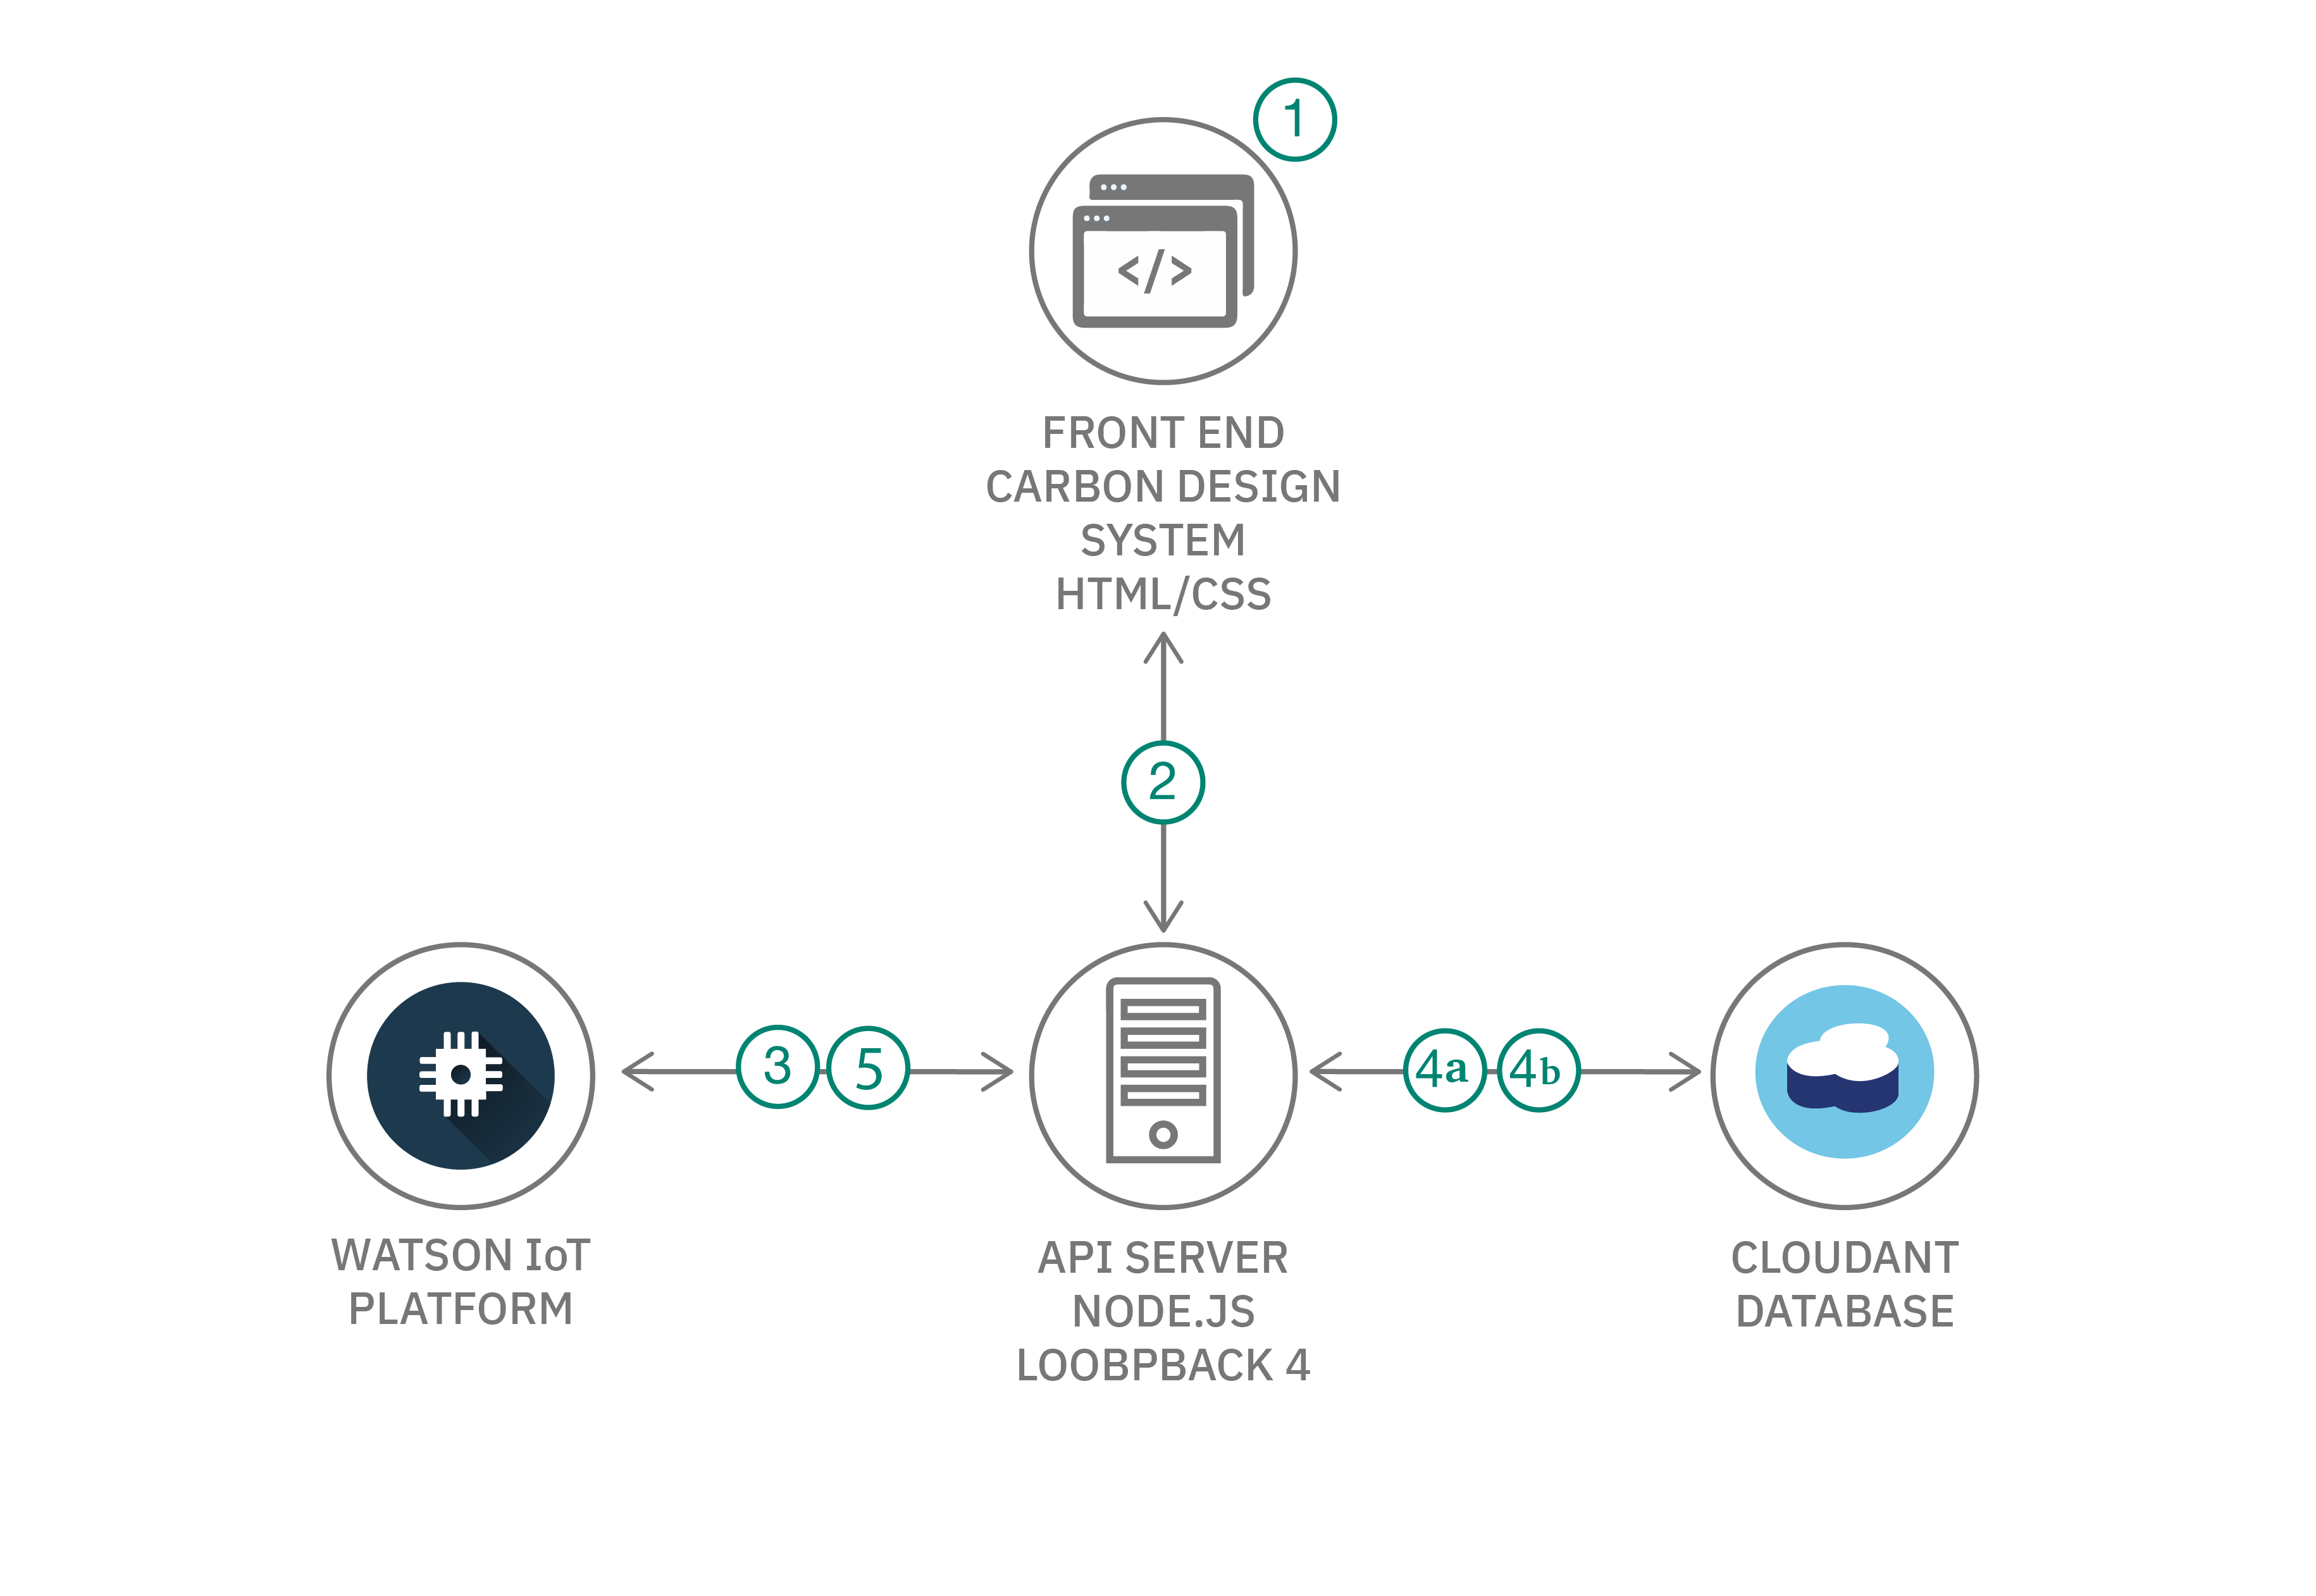 1
</>
FRONT END
CARBON DESIGN
SYSTEM
HTML/CSS
2
3
5
4a
4b
WATSON IoT
PLATFORM
API SERVER
NODE.JS
LOOBPBACK 4
CLOUDANT
DATABASE